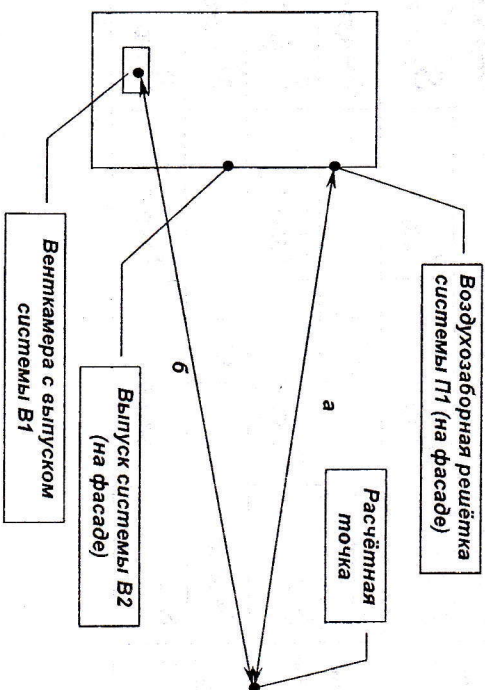 Воздухозаборная решётка
системы П1 (на фасаде)
Расчётная
точка
а
б
Выпуск системы В2
(на фасаде)
Венткамера с выпуском
системы В1